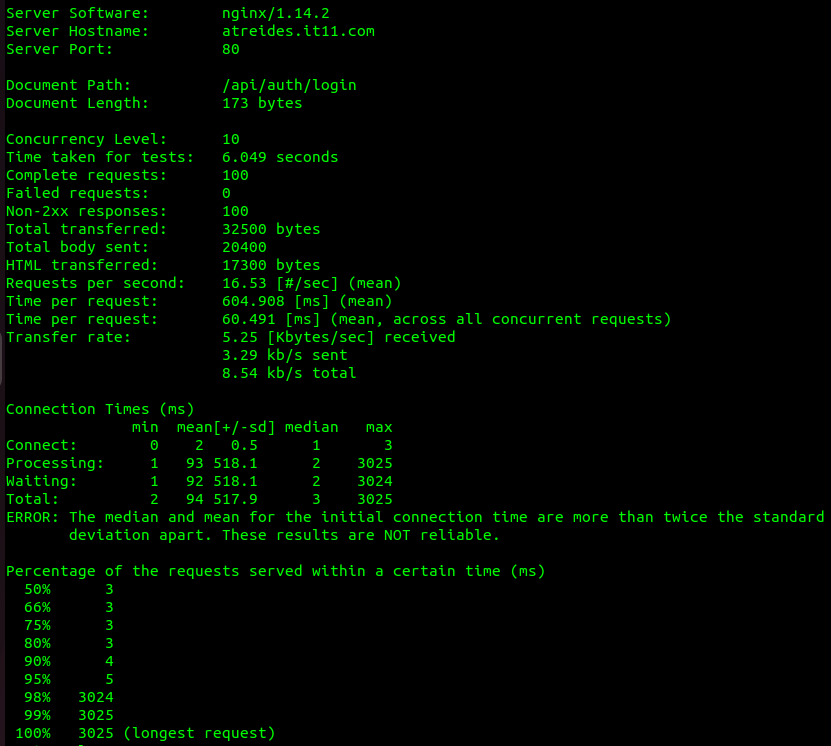 Server Software:        nginx/1.14.2
Server Hostname:        atreides.it11.com
Server Port:            80

Document Path:          /api/auth/login
Document Length:        173 bytes

Concurrency Level:      10
Time taken for tests:   6.049 seconds
Complete requests:      100
Failed requests:        0
Non-2xx responses:      100
Total transferred:      32500 bytes
Total body sent:        20400
HTML transferred:       17300 bytes
Requests per second:    16.53 [#/sec] (mean)
Time per request:       604.908 [ms] (mean)
Time per request:       60.491 [ms] (mean, across all concurrent requests)
Transfer rate:          5.25 [Kbytes/sec] received
                        3.29 kb/s sent
                        8.54 kb/s total

Connection Times (ms)
              min  mean[+/-sd] median   max
Connect:        0    2   0.5      1       3
Processing:     1   93 518.1      2    3025
Waiting:        1   92 518.1      2    3024
Total:          2   94 517.9      3    3025
ERROR: The median and mean for the initial connection time are more than twice the standard
       deviation apart. These results are NOT reliable.

Percentage of the requests served within a certain time (ms)
  50%      3
  66%      3
  75%      3
  80%      3
  90%      4
  95%      5
  98%   3024
  99%   3025
 100%   3025 (longest request)